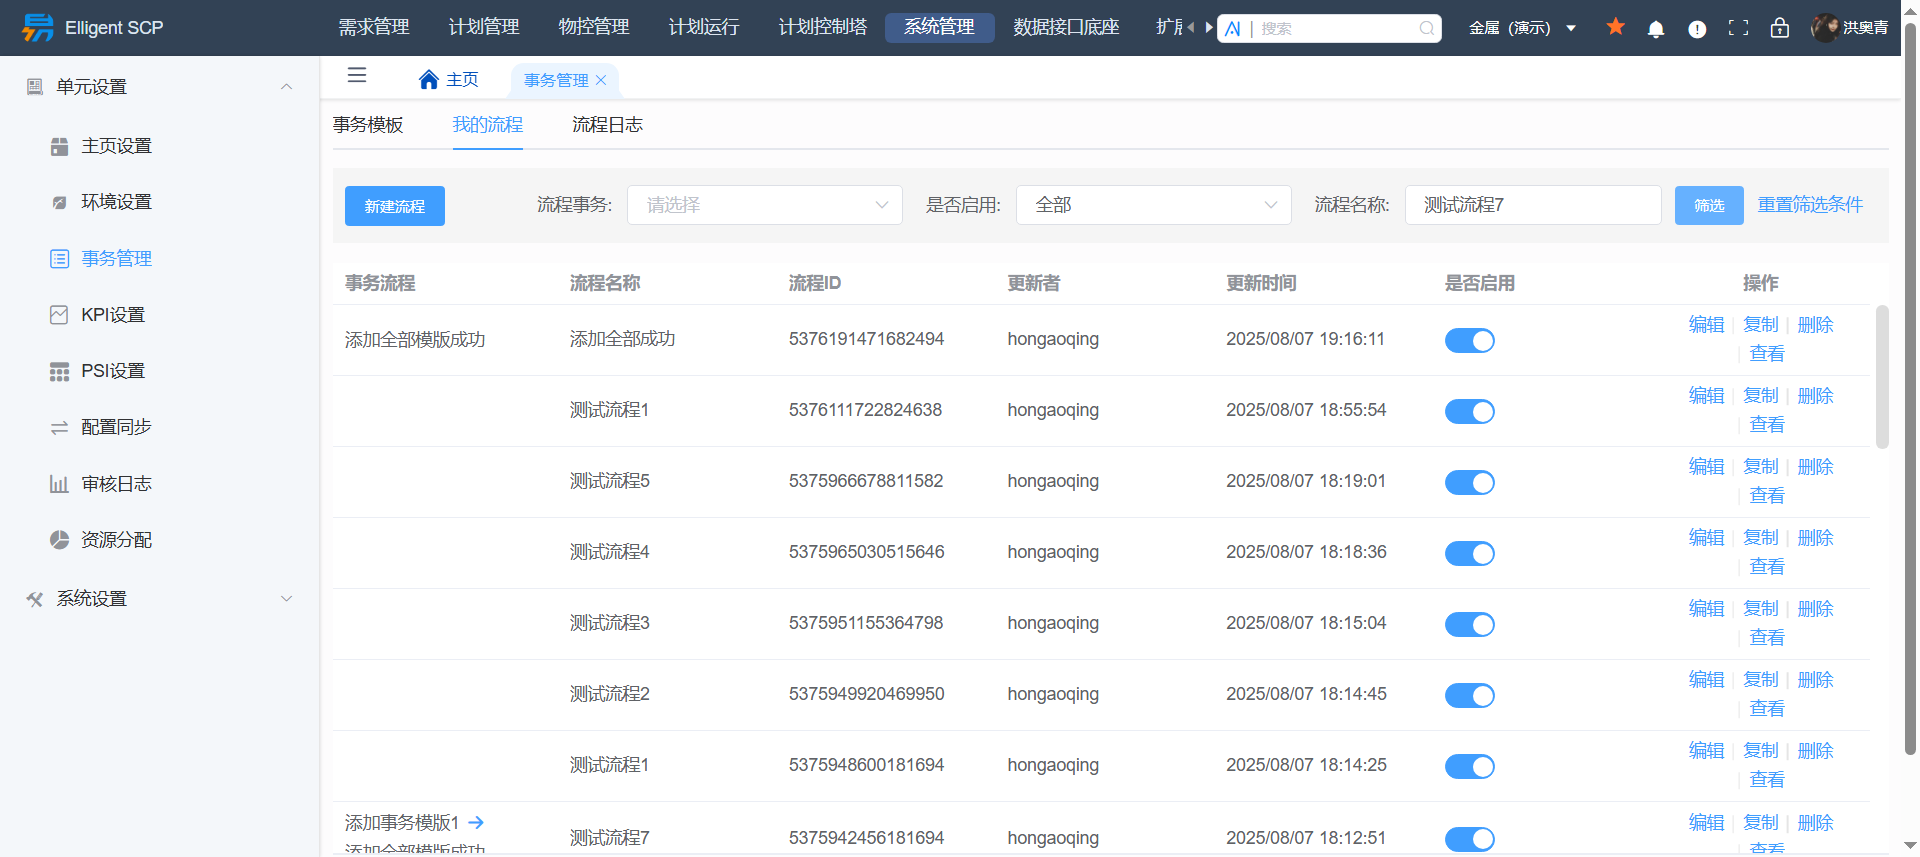 Elligent SCP
需求管理 计划管理 物控管理 计划运行 计划控制塔 系统管理 数据接口底座 AI | 搜索 金属（演示） 洪奥青
单元设置
主页设置
环境设置
事务管理
KPI设置
PSI设置
配置同步
审核日志
资源分配
系统设置
主页 事务管理
事务模板 我的流程 流程日志
新建流程 流程事务: 请选择 是否启用: 全部 流程名称: 测试流程7 筛选 重置筛选条件
事务流程 流程名称 流程ID 更新者 更新时间 是否启用 操作
添加全部模版成功 添加全部成功 5376191471682494 hongaoqing 2025/08/07 19:16:11 编辑 复制 删除
查看
测试流程1 5376111722824638 hongaoqing 2025/08/07 18:55:54 编辑 复制 删除
查看
测试流程5 5375966678811582 hongaoqing 2025/08/07 18:19:01 编辑 复制 删除
查看
测试流程4 5375965030515646 hongaoqing 2025/08/07 18:18:36 编辑 复制 删除
查看
测试流程3 5375951155364798 hongaoqing 2025/08/07 18:15:04 编辑 复制 删除
查看
测试流程2 5375949920469950 hongaoqing 2025/08/07 18:14:45 编辑 复制 删除
查看
测试流程1 5375948600181694 hongaoqing 2025/08/07 18:14:25 编辑 复制 删除
查看
添加事务模版1 → 测试流程7 5375942456181694 hongaoqing 2025/08/07 18:12:51 编辑 复制 删除
添加全部模版成功 查看